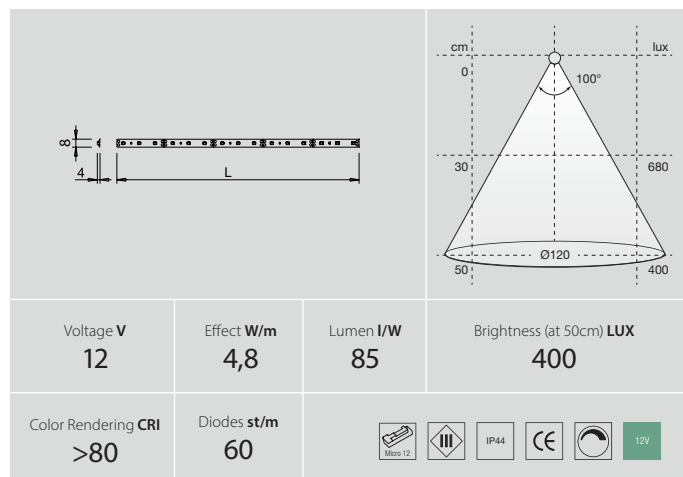 cm
lux
0
100°
8
4
L
30
680
Ø120
50
400
Voltage V
12
Effect W/m
4,8
Lumen l/W
85
Brightness (at 50cm) LUX
400
Color Rendering CRI
>80
Diodes st/m
60
Micro 12
III
IP44
CE
12V